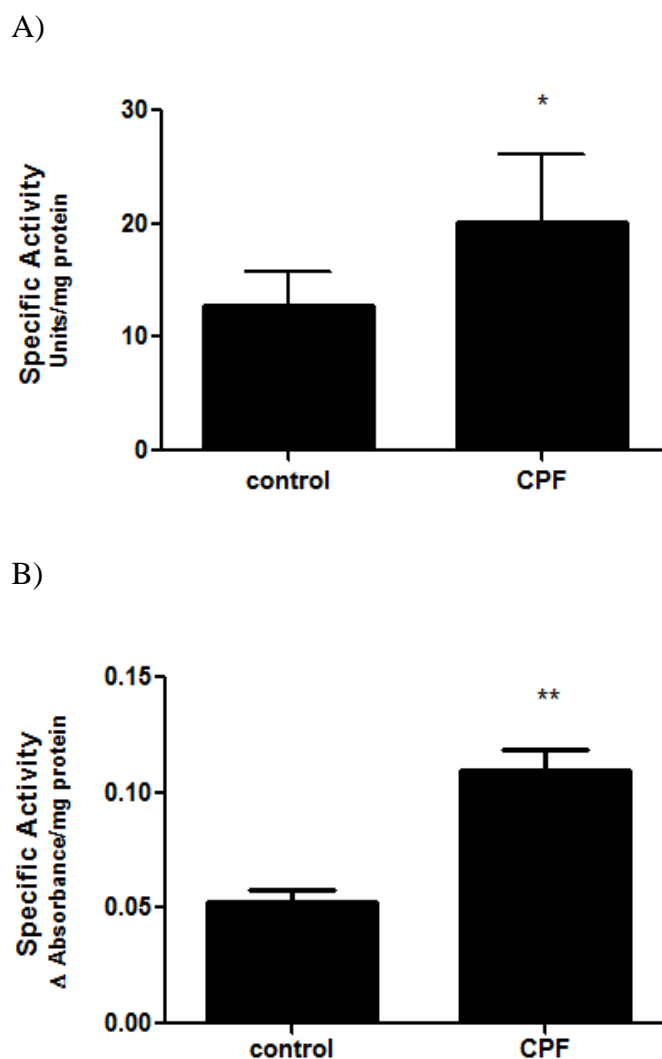 A)
30
20
10
0
Specific Activity
Units/mg protein
*
control
CPF
B)
0.15
0.10
0.05
0.00
Specific Activity
Δ Absorbance/mg protein
**
control
CPF